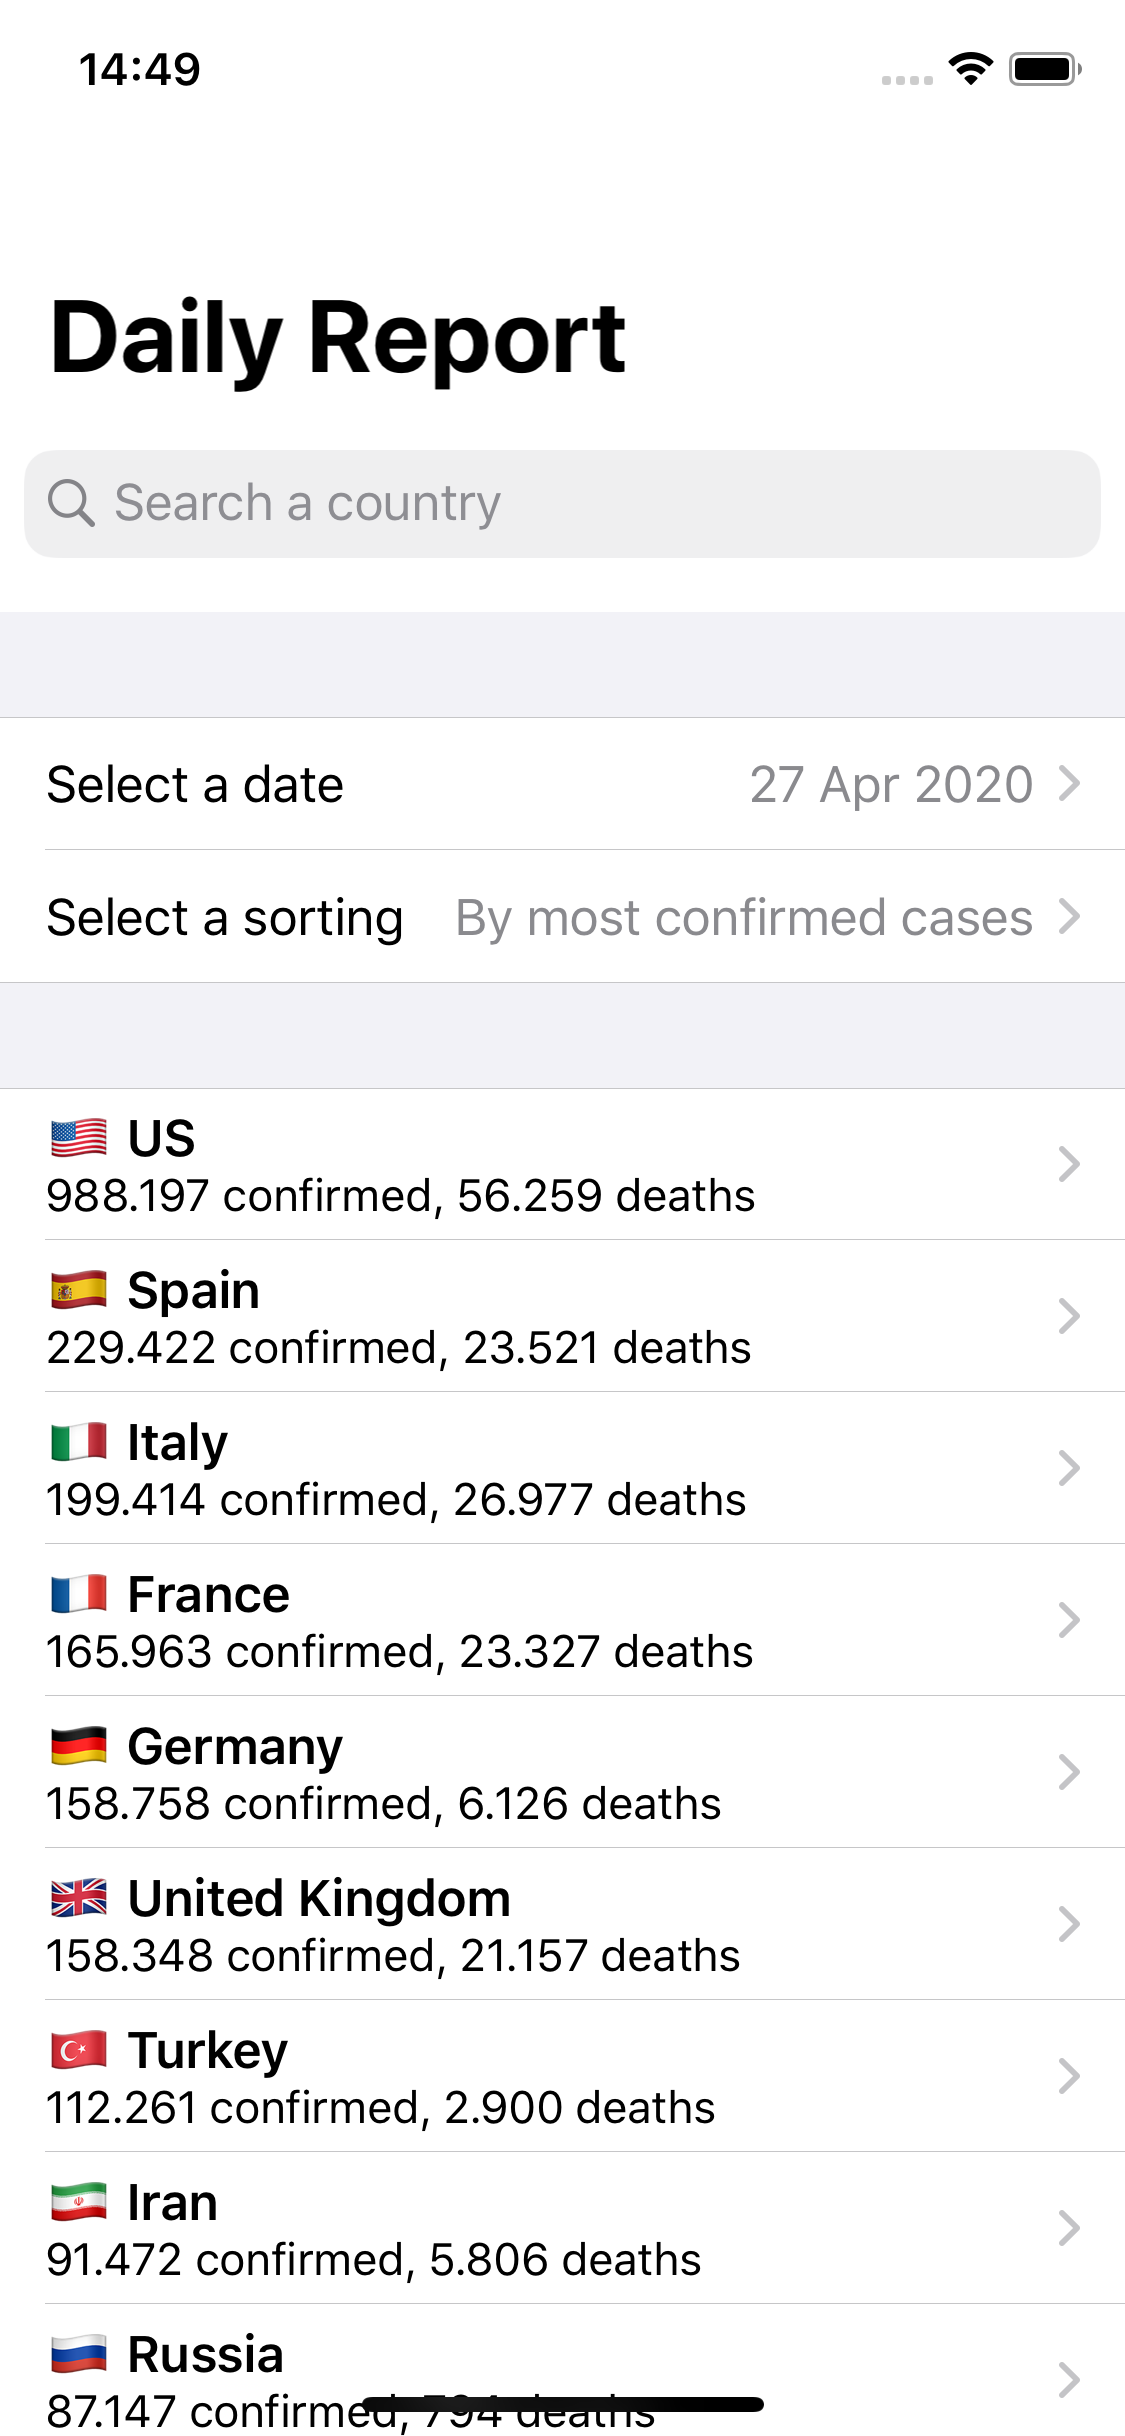 14:49
Daily Report
Search a country
Select a date 27 Apr 2020
Select a sorting By most confirmed cases
US
988.197 confirmed, 56.259 deaths
Spain
229.422 confirmed, 23.521 deaths
Italy
199.414 confirmed, 26.977 deaths
France
165.963 confirmed, 23.327 deaths
Germany
158.758 confirmed, 6.126 deaths
United Kingdom
158.348 confirmed, 21.157 deaths
Turkey
112.261 confirmed, 2.900 deaths
Iran
91.472 confirmed, 5.806 deaths
Russia
87.147 confirmed, 794 deaths